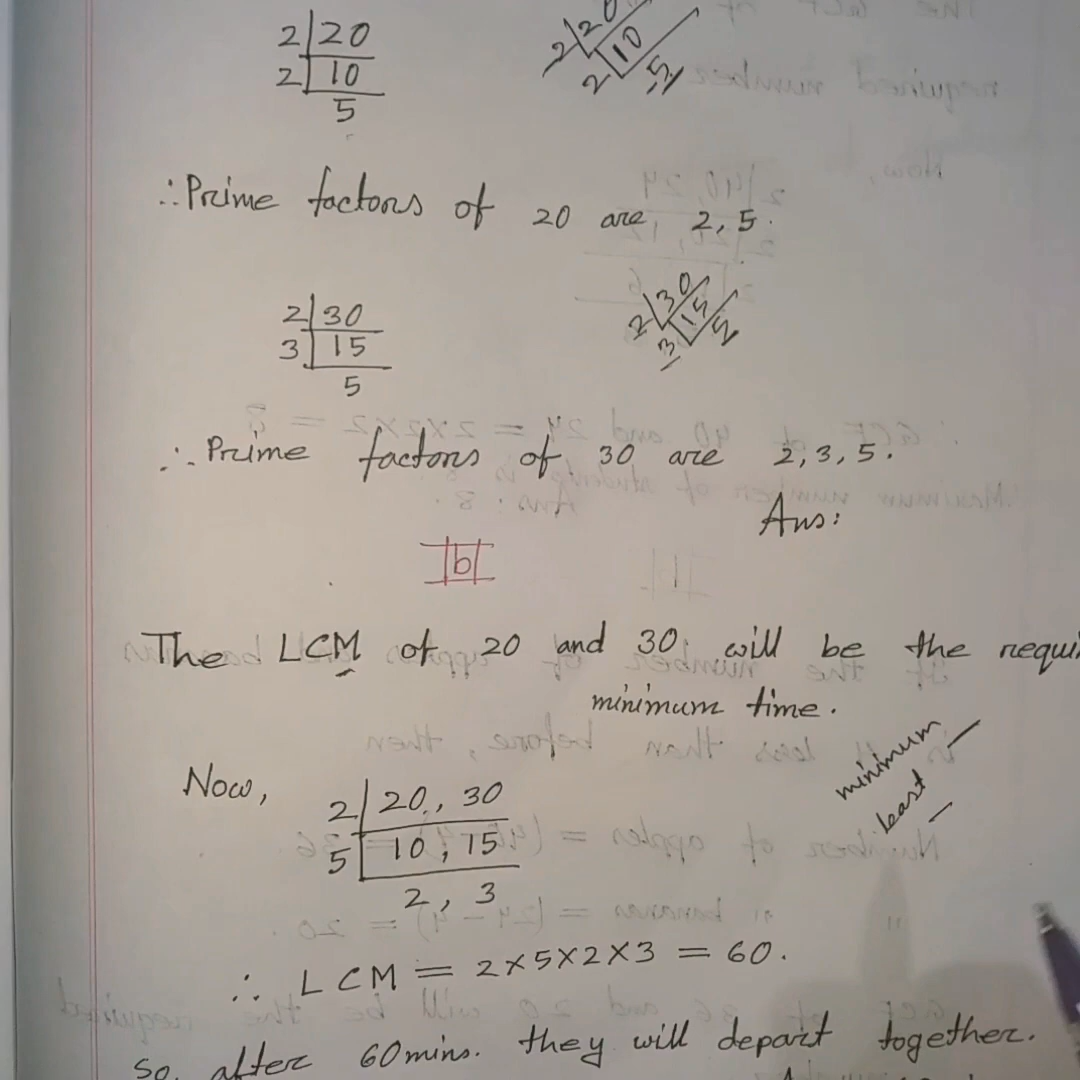 2 20 2 20
2 10 2 10
5 5
∴ Prime factors of 20 are 2, 5.
2 30 2 30
3 15 3 15
5 5
∴ Prime factors of 30 are 2, 3, 5.
Ans:
b
The LCM of 20 and 30 will be the requi
minimum time.
minimum
least
Now,
2 20, 30
5 10, 15
2, 3
∴ LCM = 2×5×2×3 = 60.
So, after 60mins. they will depart together.